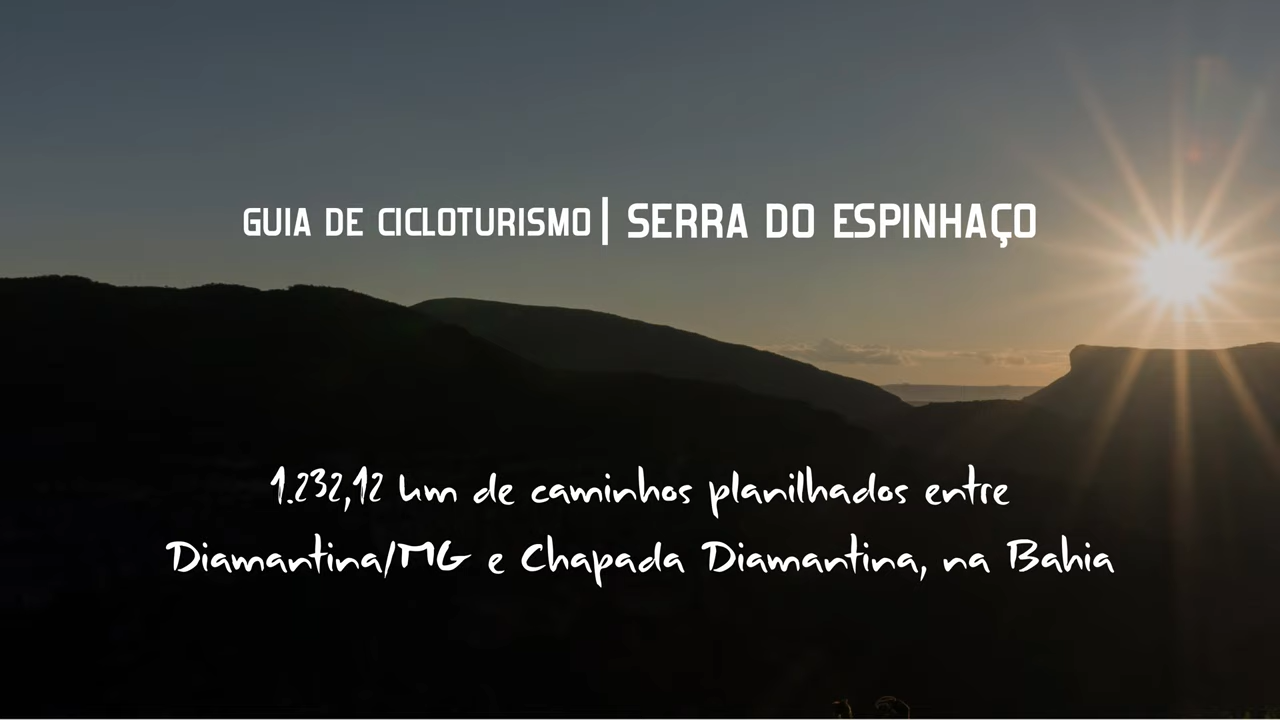 GUIA DE CICLOTURISMO | SERRA DO ESPINHAÇO
1.232,12 km de caminhos planilhados entre
Diamantina/MG e Chapada Diamantina, na Bahia